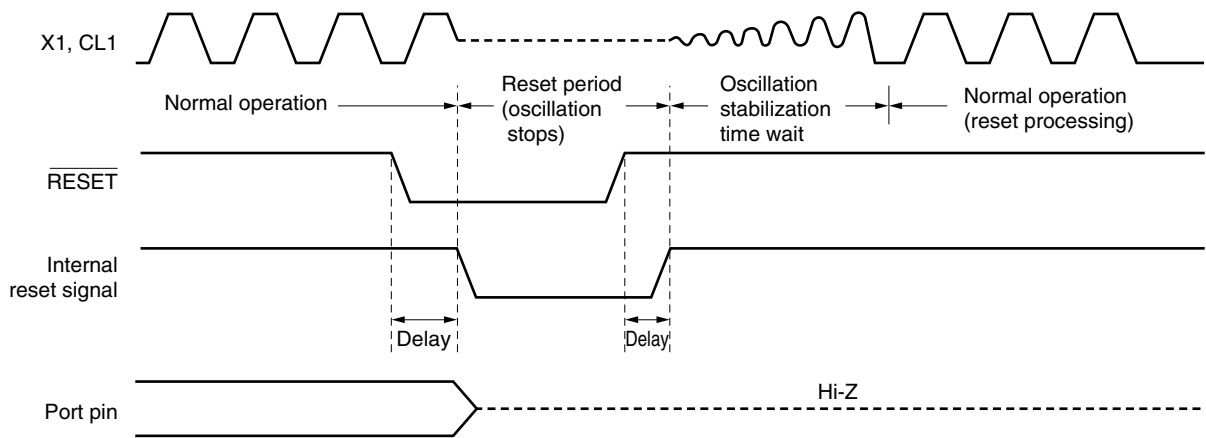 X1, CL1
Normal operation
Reset period
(oscillation
stops)
Oscillation
stabilization
time wait
Normal operation
(reset processing)
RESET
Internal
reset signal
Delay
Delay
Port pin
Hi-Z